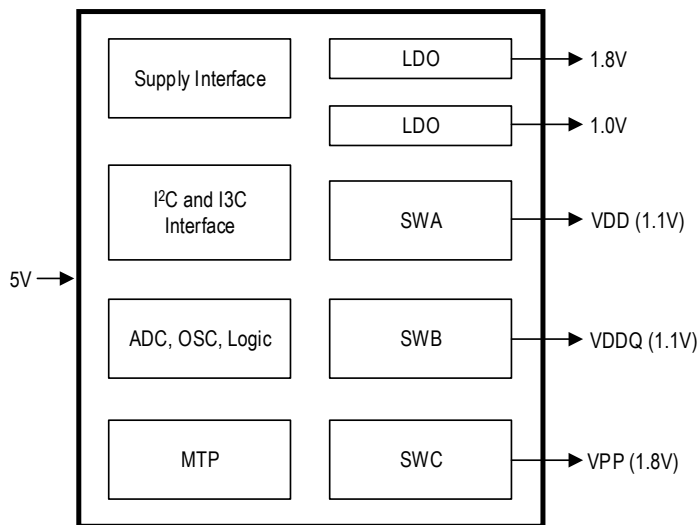 Supply Interface
LDO
1.8V
LDO
1.0V
I²C and I3C
Interface
SWA
VDD (1.1V)
5V
ADC, OSC, Logic
SWB
VDDQ (1.1V)
MTP
SWC
VPP (1.8V)